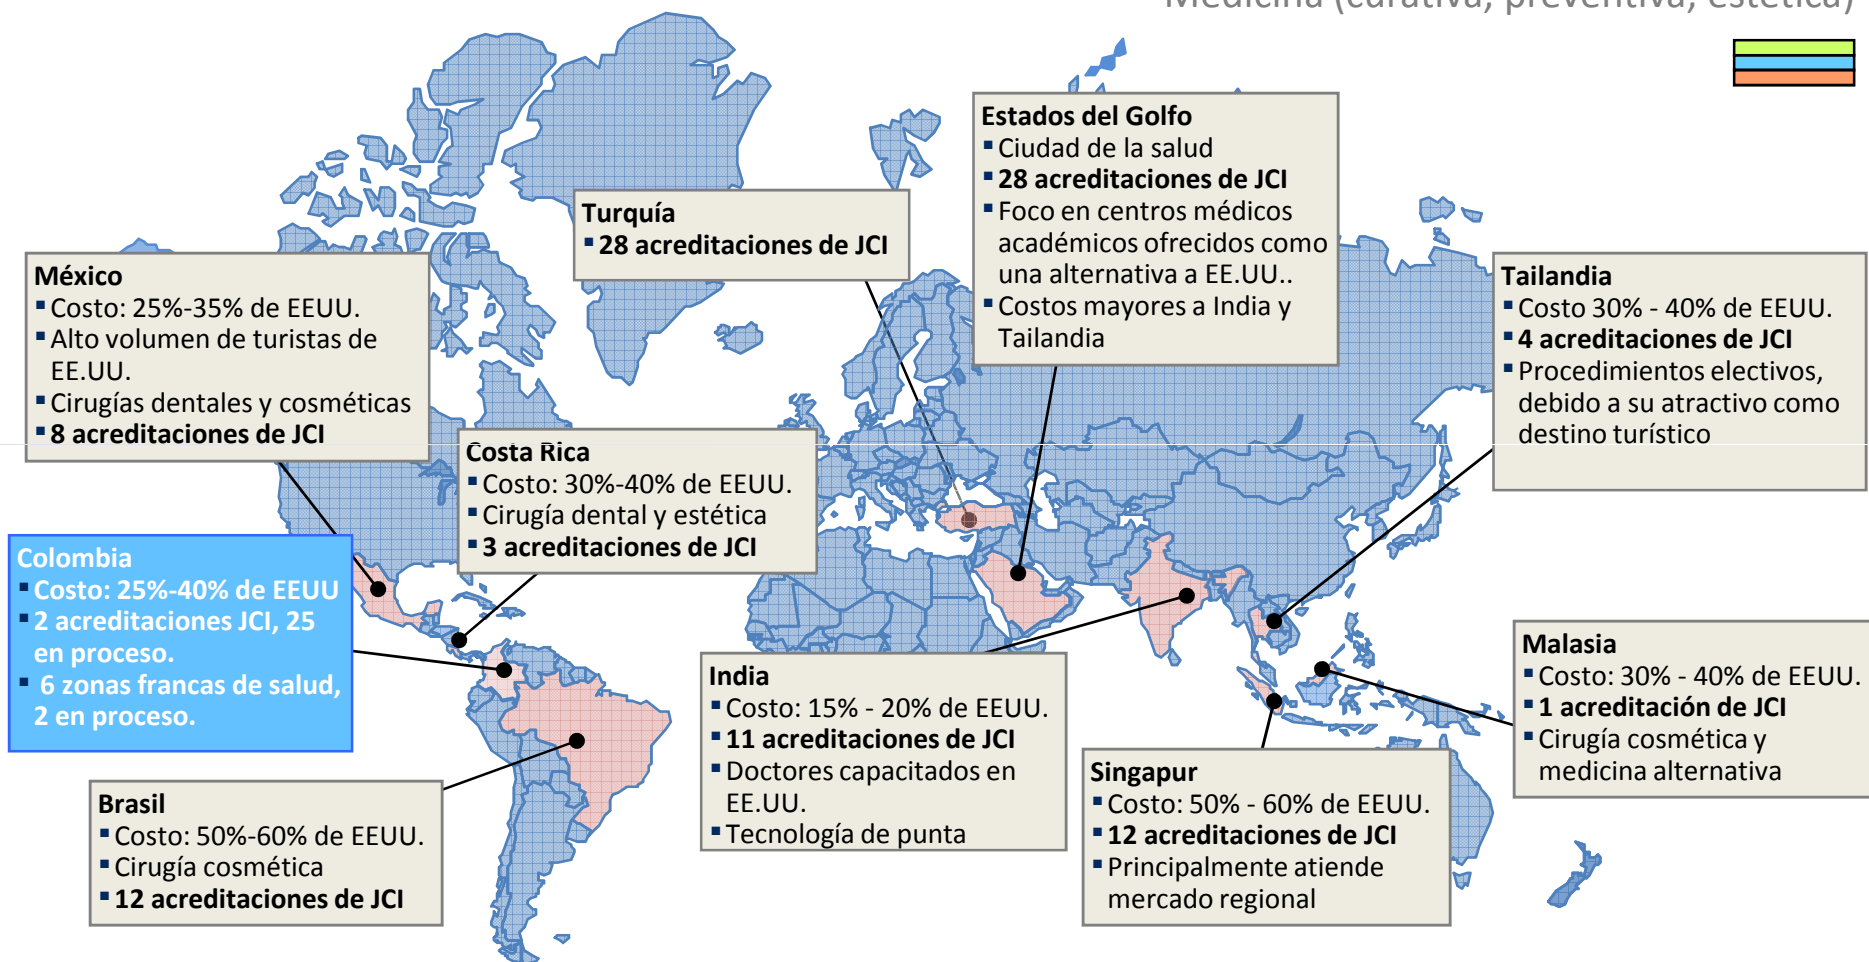 Medicina (curativa, preventiva, estética)
Estados del Golfo
▪ Ciudad de la salud
▪ 28 acreditaciones de JCI
▪ Foco en centros médicos
académicos ofrecidos como
una alternativa a EE.UU..
▪ Costos mayores a India y
Tailandia
Turquía
▪ 28 acreditaciones de JCI
México
▪ Costo: 25%-35% de EEUU.
▪ Alto volumen de turistas de
EE.UU.
▪ Cirugías dentales y cosméticas
▪ 8 acreditaciones de JCI
Tailandia
▪ Costo 30% - 40% de EEUU.
▪ 4 acreditaciones de JCI
▪ Procedimientos electivos,
debido a su atractivo como
destino turístico
Costa Rica
▪ Costo: 30%-40% de EEUU.
▪ Cirugía dental y estética
▪ 3 acreditaciones de JCI
Colombia
▪ Costo: 25%-40% de EEUU
▪ 2 acreditaciones JCI, 25
en proceso.
▪ 6 zonas francas de salud,
2 en proceso.
India
▪ Costo: 15% - 20% de EEUU.
▪ 11 acreditaciones de JCI
▪ Doctores capacitados en
EE.UU.
▪ Tecnología de punta
Malasia
▪ Costo: 30% - 40% de EEUU.
▪ 1 acreditación de JCI
▪ Cirugía cosmética y
medicina alternativa
Singapur
▪ Costo: 50% - 60% de EEUU.
▪ 12 acreditaciones de JCI
▪ Principalmente atiende
mercado regional
Brasil
▪ Costo: 50%-60% de EEUU.
▪ Cirugía cosmética
▪ 12 acreditaciones de JCI